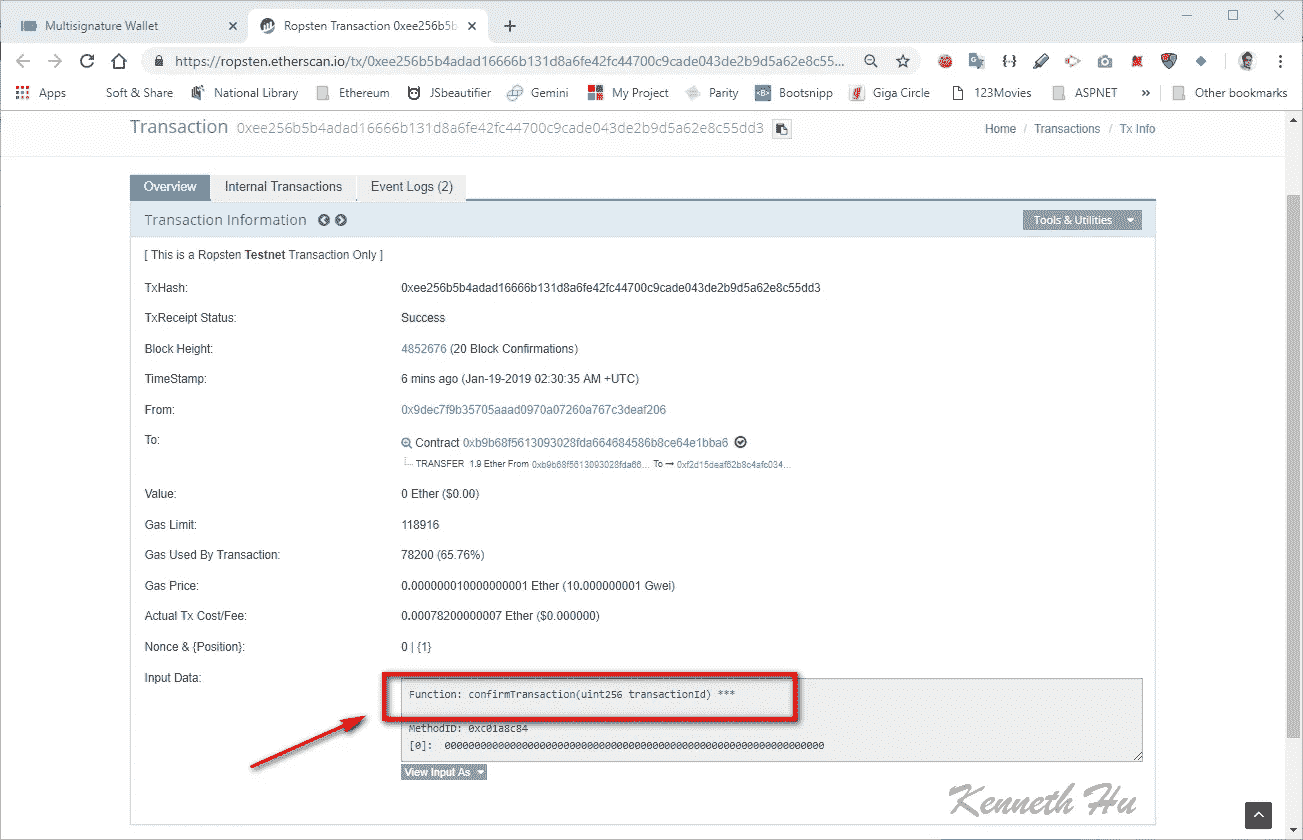 Multisignature Wallet
Ropsten Transaction 0xee256b5b
https://ropsten.etherscan.io/tx/0xee256b5b4adad16666b131d8a6fe42fc44700c9cade043de2b9d5a62e8c55...
Apps Soft & Share National Library Ethereum JSbeautifier Gemini My Project Parity Bootsnipp Giga Circle 123Movies ASPNET » Other bookmarks
Transaction 0xee256b5b4adad16666b131d8a6fe42fc44700c9cade043de2b9d5a62e8c55dd3
Home / Transactions / Tx Info
Overview Internal Transactions Event Logs (2)
Transaction Information
Tools & Utilities
[ This is a Ropsten Testnet Transaction Only ]
TxHash: 0xee256b5b4adad16666b131d8a6fe42fc44700c9cade043de2b9d5a62e8c55dd3
TxReceipt Status: Success
Block Height: 4852676 (20 Block Confirmations)
TimeStamp: 6 mins ago (Jan-19-2019 02:30:35 AM +UTC)
From: 0x9dec7f9b35705aaad0970a07260a767c3deaf206
To: Contract 0xb9b68f5613093028fda664684586b8ce64e1bba6
TRANSFER 1.9 Ether From 0xb9b68f5613093028fda66... To → 0xf2d15deaf62b8c4afc034...
Value: 0 Ether ($0.00)
Gas Limit: 118916
Gas Used By Transaction: 78200 (65.76%)
Gas Price: 0.000000010000000001 Ether (10.000000001 Gwei)
Actual Tx Cost/Fee: 0.00078200000007 Ether ($0.000000)
Nonce & {Position}: 0 | {1}
Input Data:
Function: confirmTransaction(uint256 transactionId) ***
MethodID: 0xc01a8c84
[0]: 0000000000000000000000000000000000000000000000000000000000000000
View Input As
Kenneth Hu